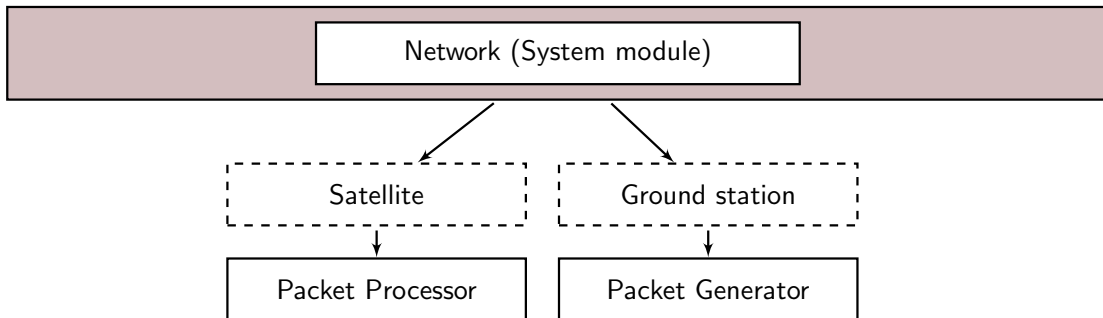 Network (System module)
Satellite
Ground station
Packet Processor
Packet Generator